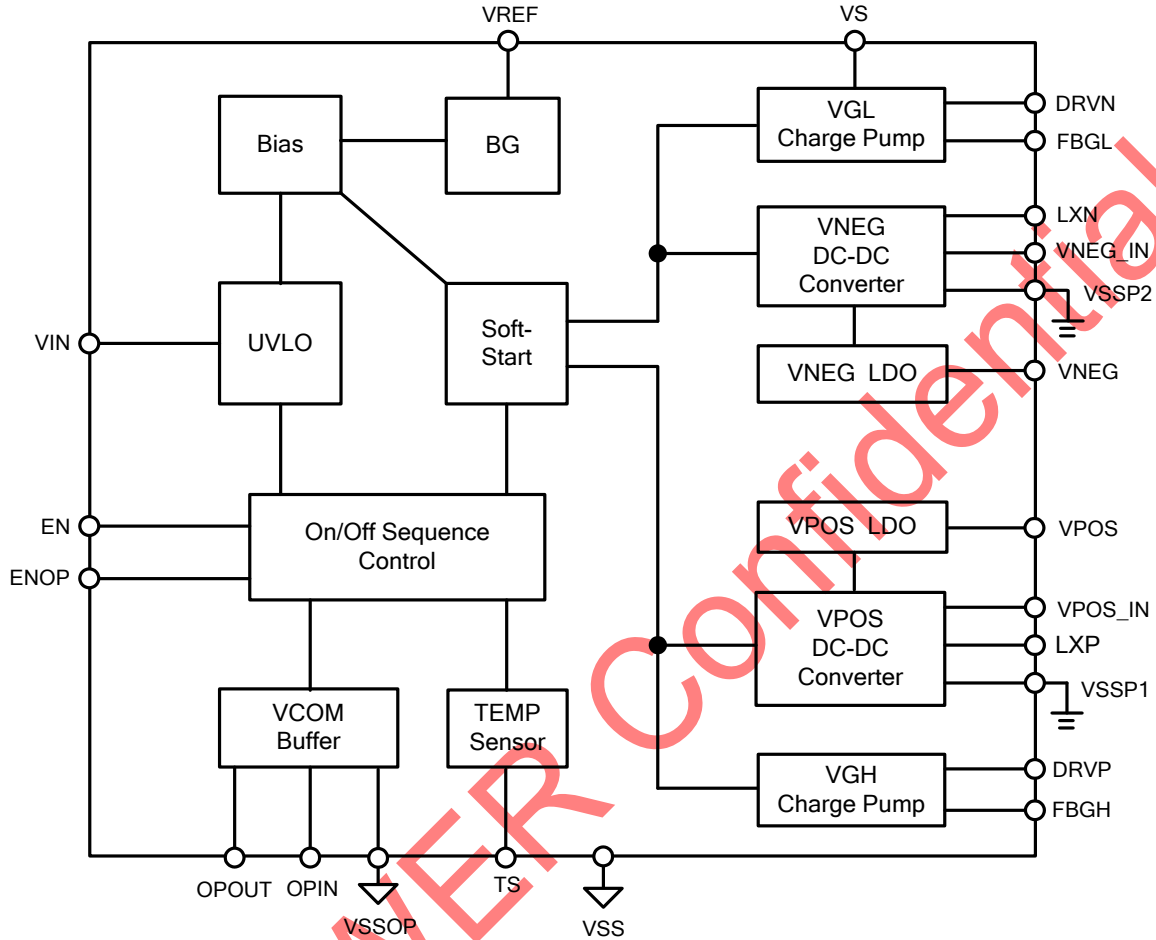 VREF
VS
Bias
BG
VGL
Charge Pump
DRVN
FBGL
VNEG
DC-DC
Converter
LXN
VNEG_IN
VSSP2
VIN
UVLO
Soft-
Start
VNEG LDO
VNEG
EN
ENOP
On/Off Sequence
Control
VPOS LDO
VPOS
VPOS
DC-DC
Converter
VPOS_IN
LXP
VSSP1
VCOM
Buffer
TEMP
Sensor
VGH
Charge Pump
DRVP
FBGH
OPOUT
OPIN
VSSOP
TS
VSS
WER Confidential